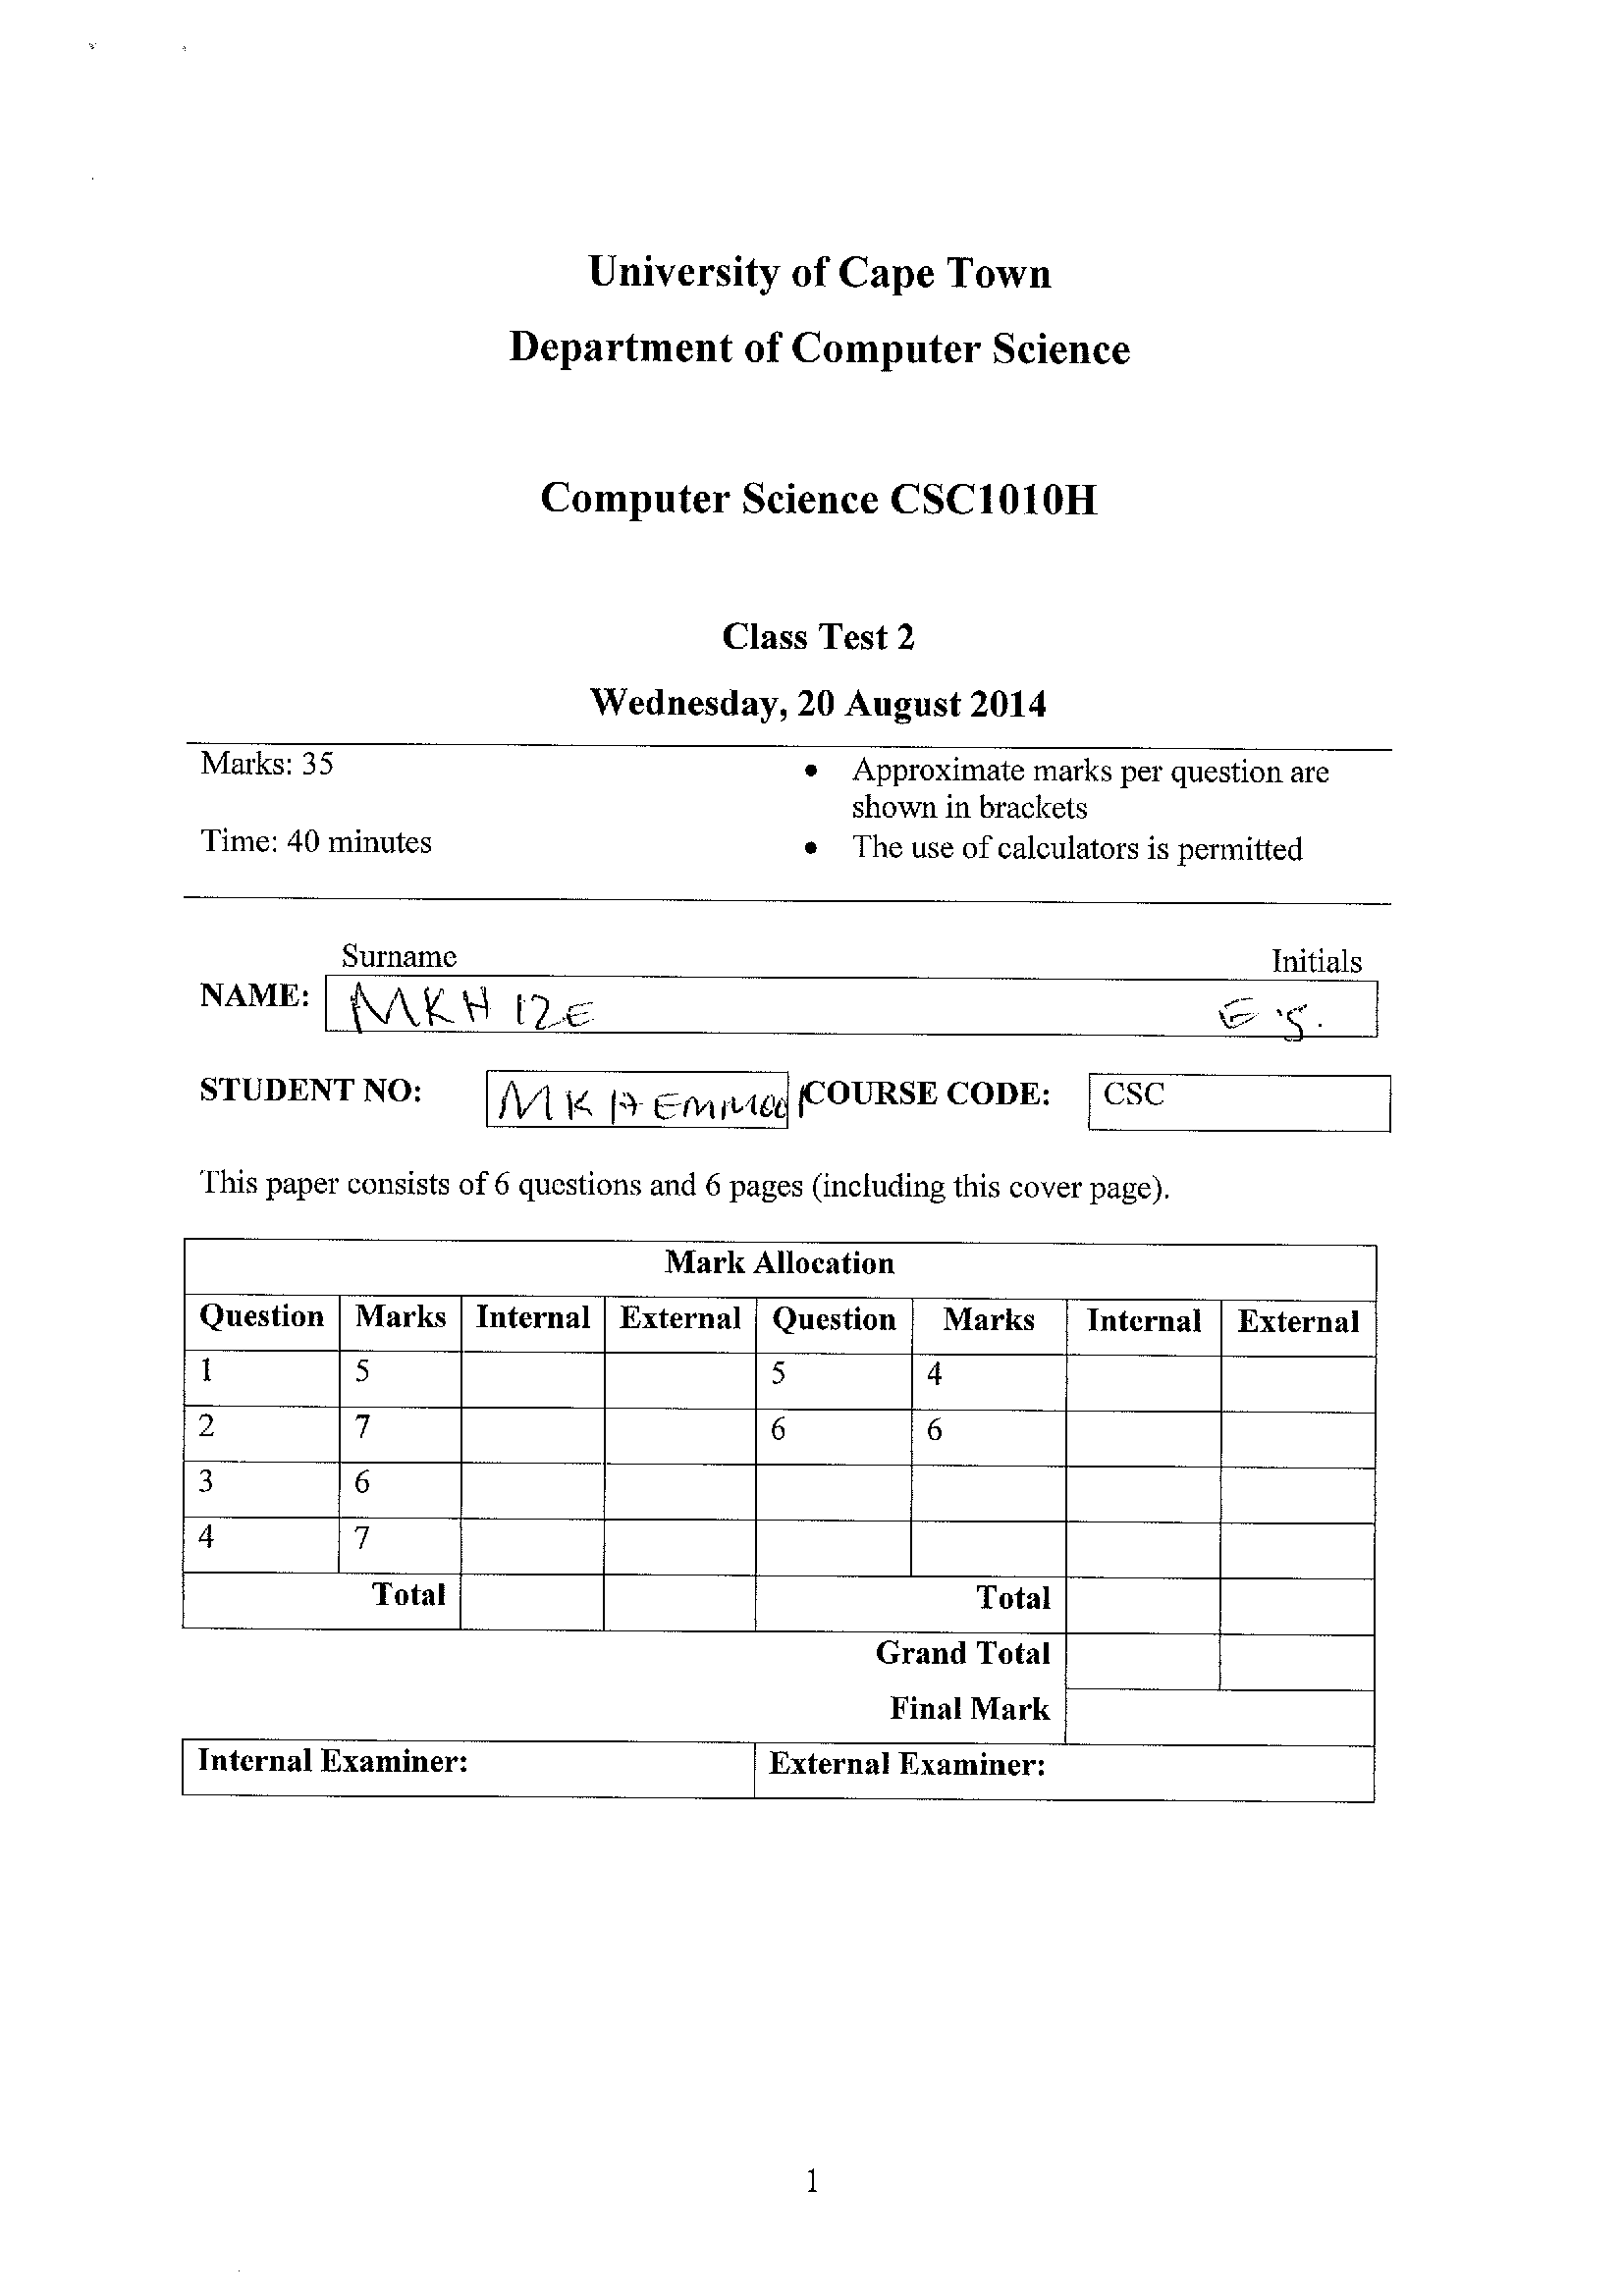 University of Cape Town
Department of Computer Science
Computer Science CSC1010H
Class Test 2
Wednesday, 20 August 2014
Marks: 35
Time: 40 minutes
• Approximate marks per question are
shown in brackets
• The use of calculators is permitted
Surname Initials
NAME: MKHIZE E.S.
STUDENT NO: COURSE CODE: CSC
This paper consists of 6 questions and 6 pages (including this cover page).
Mark Allocation
Question Marks Internal External Question Marks Internal External
1 5 5 4
2 7 6 6
3 6
4 7
Total Total
Grand Total
Final Mark
Internal Examiner: External Examiner:
1